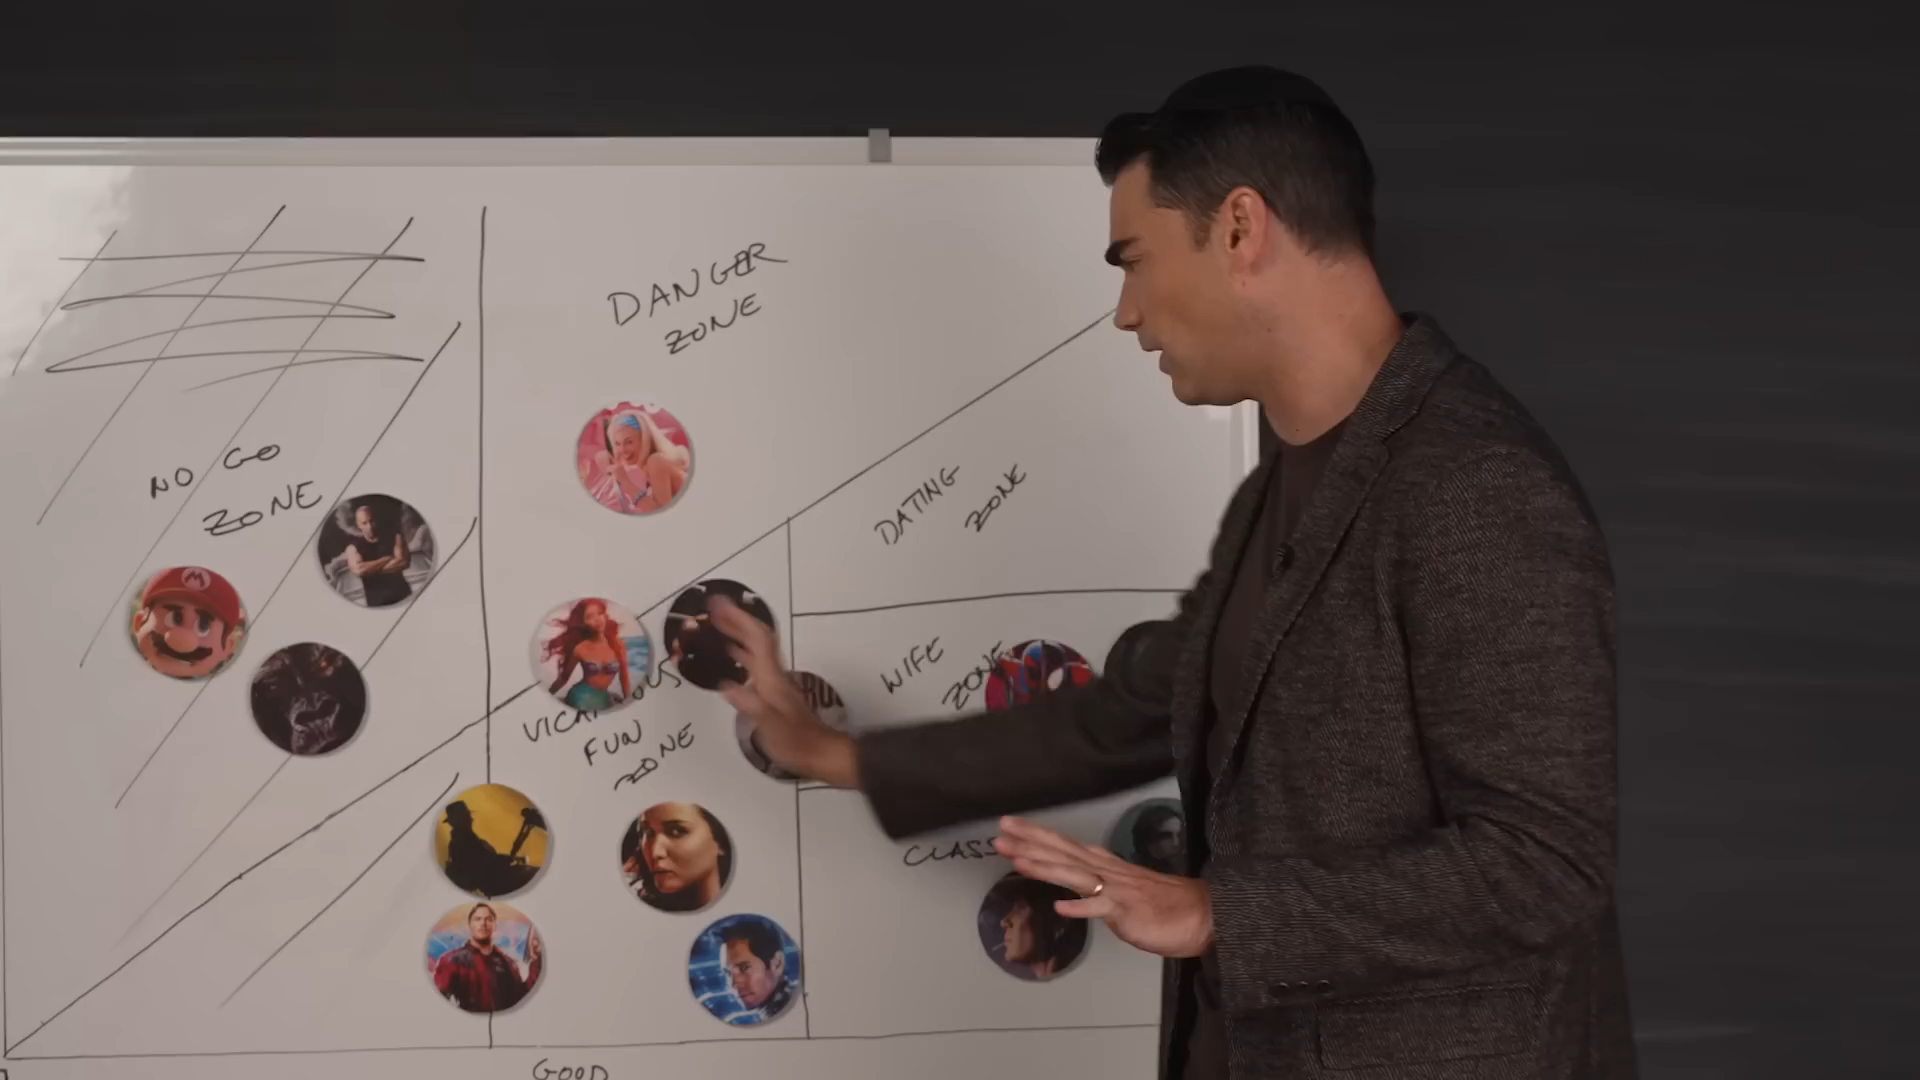 DANGER
ZONE
NO GO
ZONE
DATING
ZONE
WIFE
ZONE
FUN
ZONE
GOOD
M